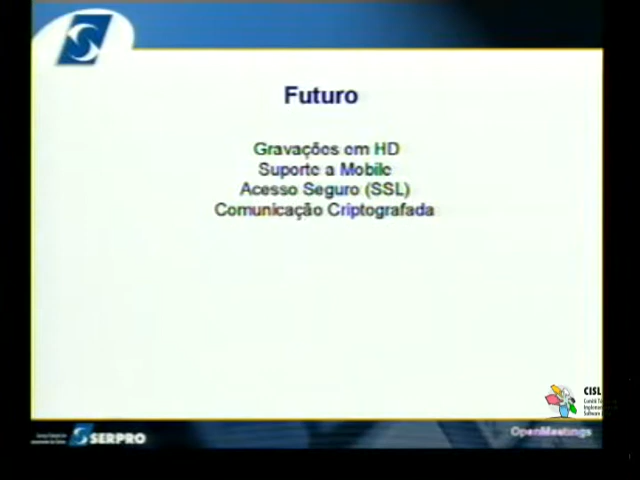 Futuro
Gravações em HD
Suporte a Mobile
Acesso Seguro (SSL)
Comunicação Criptografada
CISL
SERPRO
OpenMeetings